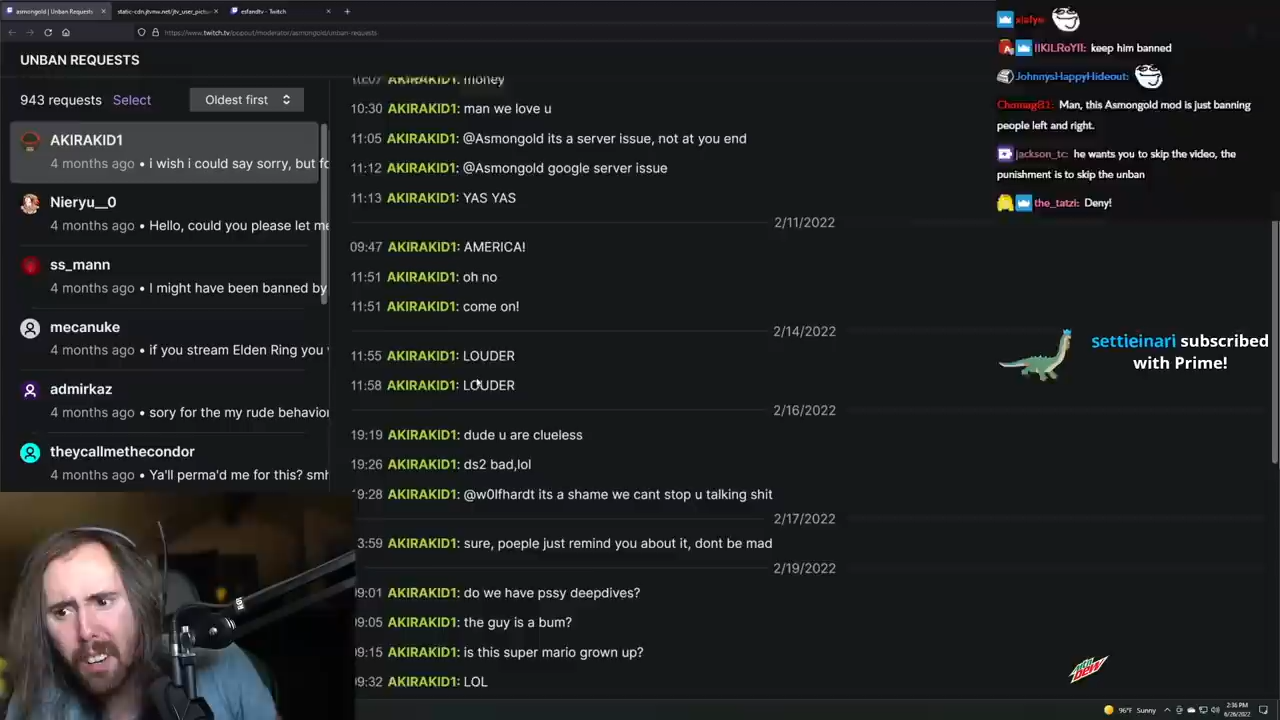 asmongold | Unban Requests
static-cdn.jtvnw.net/jtv_user_pictu
esfandtv - Twitch
https://www.twitch.tv/popout/moderator/asmongold/unban-requests
UNBAN REQUESTS
943 requests Select Oldest first
AKIRAKID1
4 months ago • i wish i could say sorry, but fo
Nieryu__0
4 months ago • Hello, could you please let me
ss_mann
4 months ago • I might have been banned by
mecanuke
4 months ago • if you stream Elden Ring you
admirkaz
4 months ago • sory for the my rude behavior
theycallmethecondor
4 months ago • Ya'll perma'd me for this? smh
10:07 AKIRAKID1: money
10:30 AKIRAKID1: man we love u
11:05 AKIRAKID1: @Asmongold its a server issue, not at you end
11:12 AKIRAKID1: @Asmongold google server issue
11:13 AKIRAKID1: YAS YAS
2/11/2022
09:47 AKIRAKID1: AMERICA!
11:51 AKIRAKID1: oh no
11:51 AKIRAKID1: come on!
2/14/2022
11:55 AKIRAKID1: LOUDER
11:58 AKIRAKID1: LOUDER
2/16/2022
19:19 AKIRAKID1: dude u are clueless
19:26 AKIRAKID1: ds2 bad,lol
19:28 AKIRAKID1: @w0lfhardt its a shame we cant stop u talking shit
2/17/2022
3:59 AKIRAKID1: sure, poeple just remind you about it, dont be mad
2/19/2022
09:01 AKIRAKID1: do we have pssy deepdives?
09:05 AKIRAKID1: the guy is a bum?
09:15 AKIRAKID1: is this super mario grown up?
09:32 AKIRAKID1: LOL
xiafye
IIKILRoYII: keep him banned
JohnnysHappyHideout:
Chomag81: Man, this Asmongold mod is just banning
people left and right.
jackson_tc: he wants you to skip the video, the
punishment is to skip the unban
the_tatzi: Deny!
settieinari subscribed
with Prime!
mtn
DEW
96°F Sunny
2:36 PM
6/28/2022